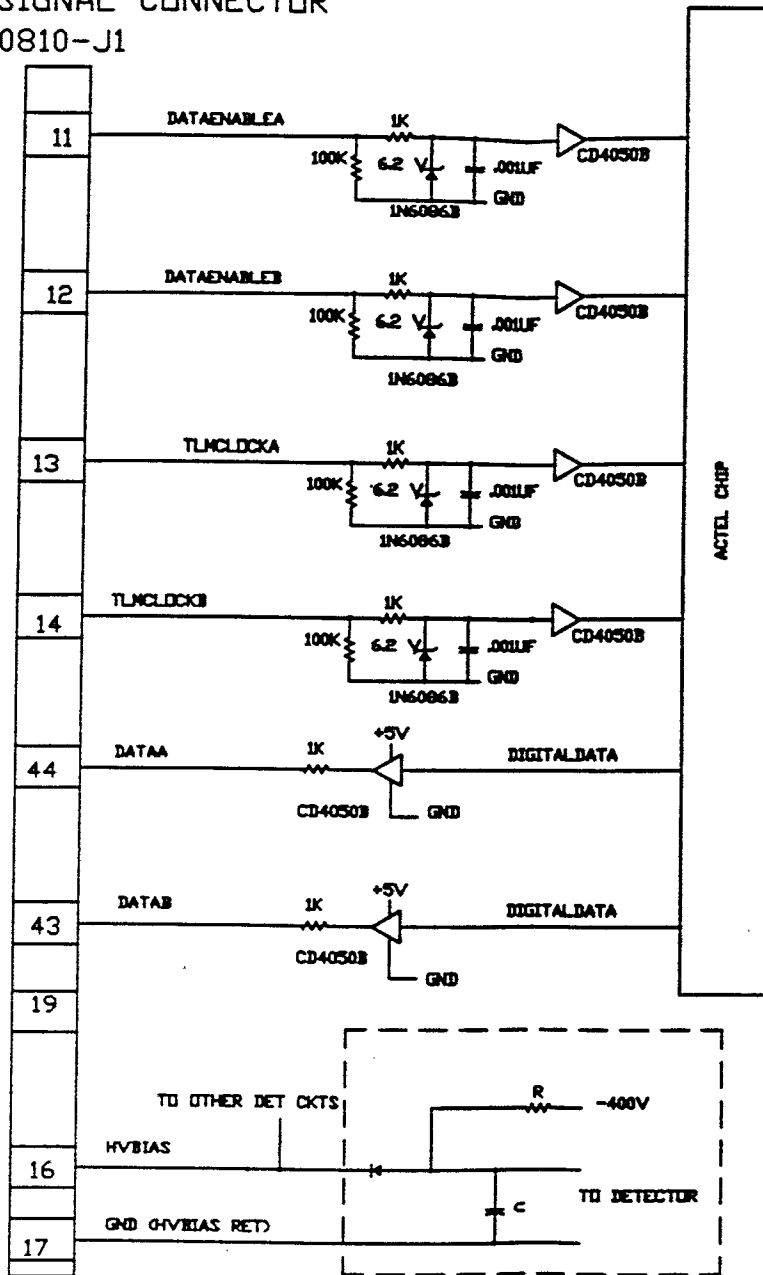 SIGNAL CONNECTOR
0810-J1
11
DATAENABLEA
1K
100K
6.2 V
.001UF
GND
1N6086B
CD4050B
12
DATAENABLEB
1K
100K
6.2 V
.001UF
GND
1N6086B
CD4050B
13
TLMCLOCKA
1K
100K
6.2 V
.001UF
GND
1N6086B
CD4050B
ACTEL CHIP
14
TLMCLOCKB
1K
100K
6.2 V
.001UF
GND
1N6086B
CD4050B
44
DATAA
1K
+5V
DIGITALDATA
CD4050B
GND
43
DATAB
1K
+5V
DIGITALDATA
CD4050B
GND
19
TO OTHER DET CKTS
R
-400V
16
HVBIAS
C
TO DETECTOR
17
GND (HVBIAS RET)